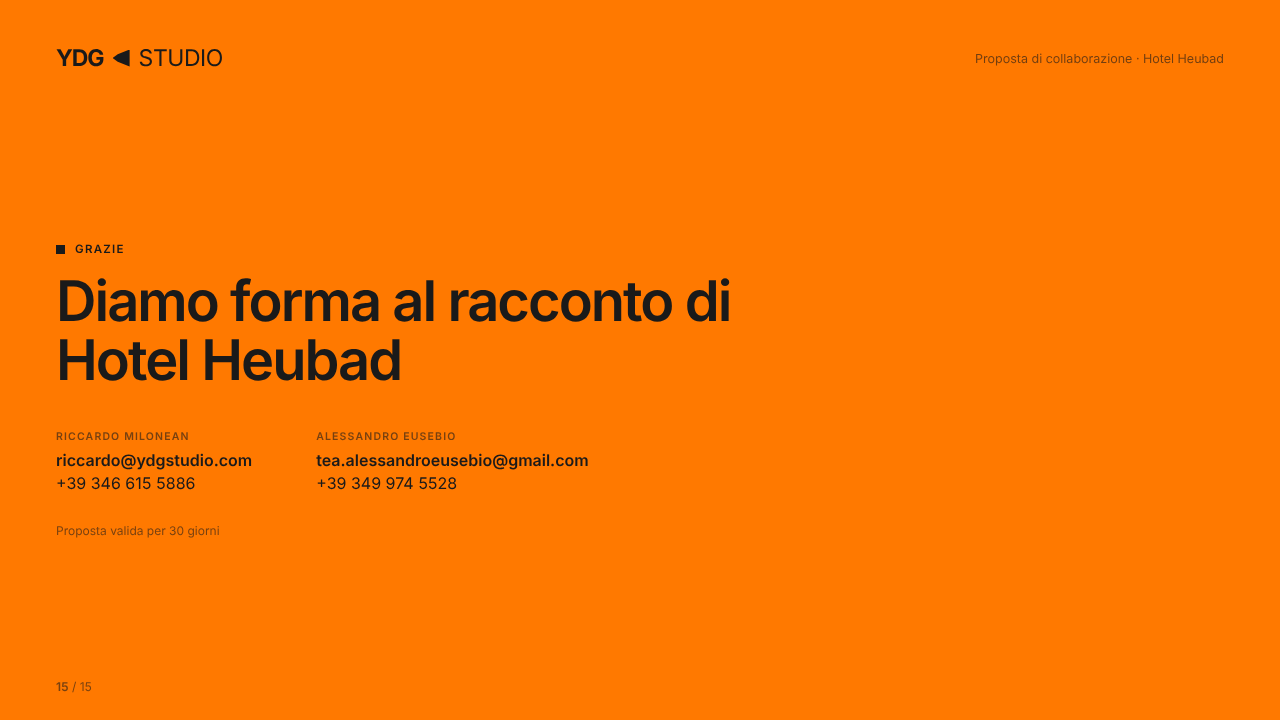 YDG STUDIO
Proposta di collaborazione · Hotel Heubad
GRAZIE
Diamo forma al racconto di
Hotel Heubad
RICCARDO MILONEAN
riccardo@ydgstudio.com
+39 346 615 5886
ALESSANDRO EUSEBIO
tea.alessandroeusebio@gmail.com
+39 349 974 5528
Proposta valida per 30 giorni
15 / 15